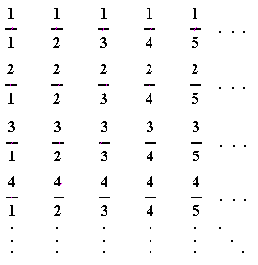 1/1 1/2 1/3 1/4 1/5 . . .
2/1 2/2 2/3 2/4 2/5 . . .
3/1 3/2 3/3 3/4 3/5 . . .
4/1 4/2 4/3 4/4 4/5 . . .
. . . . . .
. . . . . .
. . . . . .